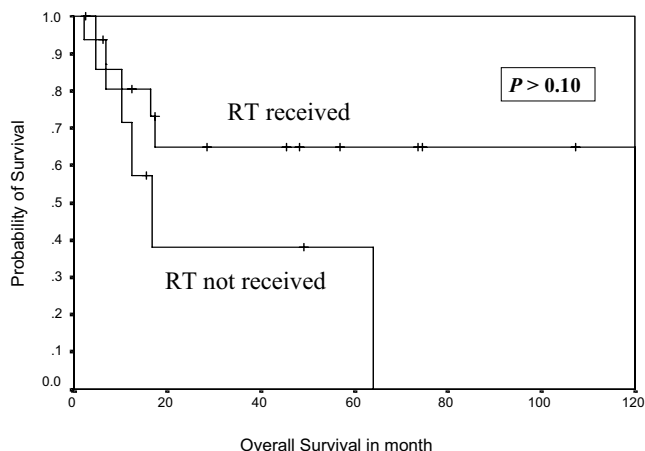 1.0
.9
.8
.7
.6
.5
.4
.3
.2
.1
0.0
Probability of Survival
P > 0.10
RT received
RT not received
0 20 40 60 80 100 120
Overall Survival in month